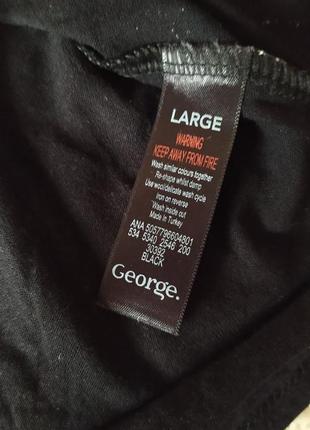 LARGE
WARNING
KEEP AWAY FROM FIRE
Wash similar colours together
Re-shape whilst damp
Use wool/delicate wash cycle
Iron on reverse
Wash inside out
Made in Turkey
ANA 5057796604801
534 5340 2546 200
30392
BLACK
George.